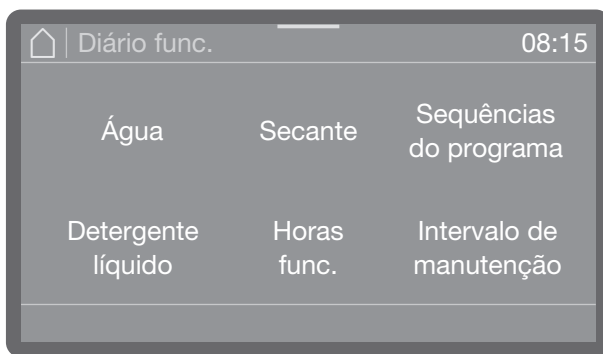 Diário func. 08:15
Água
Secante
Sequências
do programa
Detergente
líquido
Horas
func.
Intervalo de
manutenção